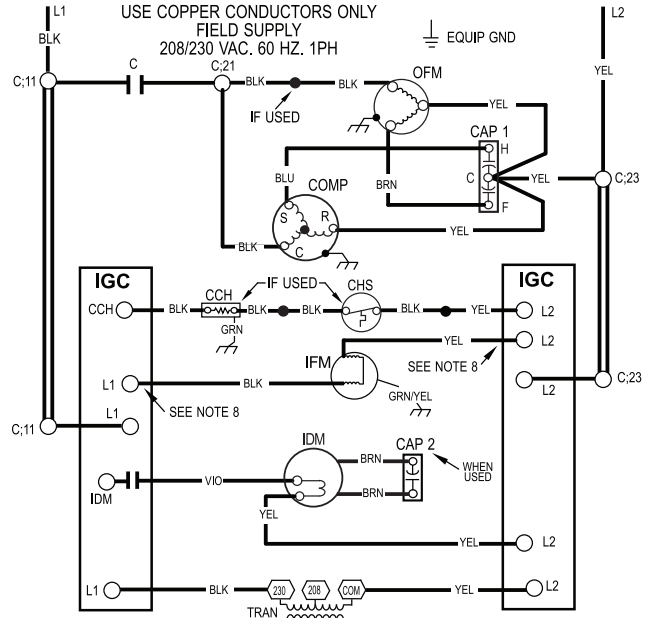 L1
USE COPPER CONDUCTORS ONLY
L2
FIELD SUPPLY
BLK
208/230 VAC. 60 HZ. 1PH
EQUIP GND
YEL
C;11
C
C;21
BLK
BLK
OFM
IF USED
YEL
CAP 1
H
BLU
COMP
BRN
C
YEL
C;23
S
R
F
BLK
C
YEL
IGC
IF USED
CHS
IGC
CCH
CCH
BLK
BLK
BLK
BLK
YEL
L2
GRN
YEL
L2
IFM
SEE NOTE 8
L1
BLK
GRN/YEL
L2
C;23
SEE NOTE 8
C;11
L1
IDM
CAP 2
BRN
WHEN USED
VIO
BRN
IDM
YEL
YEL
L2
L1
BLK
230
208
COM
YEL
L2
TRAN